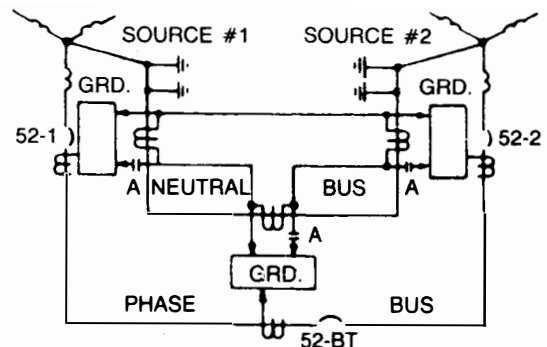 SOURCE #1
SOURCE #2
GRD.
GRD.
52-1
52-2
A
NEUTRAL
BUS
A
A
GRD.
PHASE
BUS
52-BT